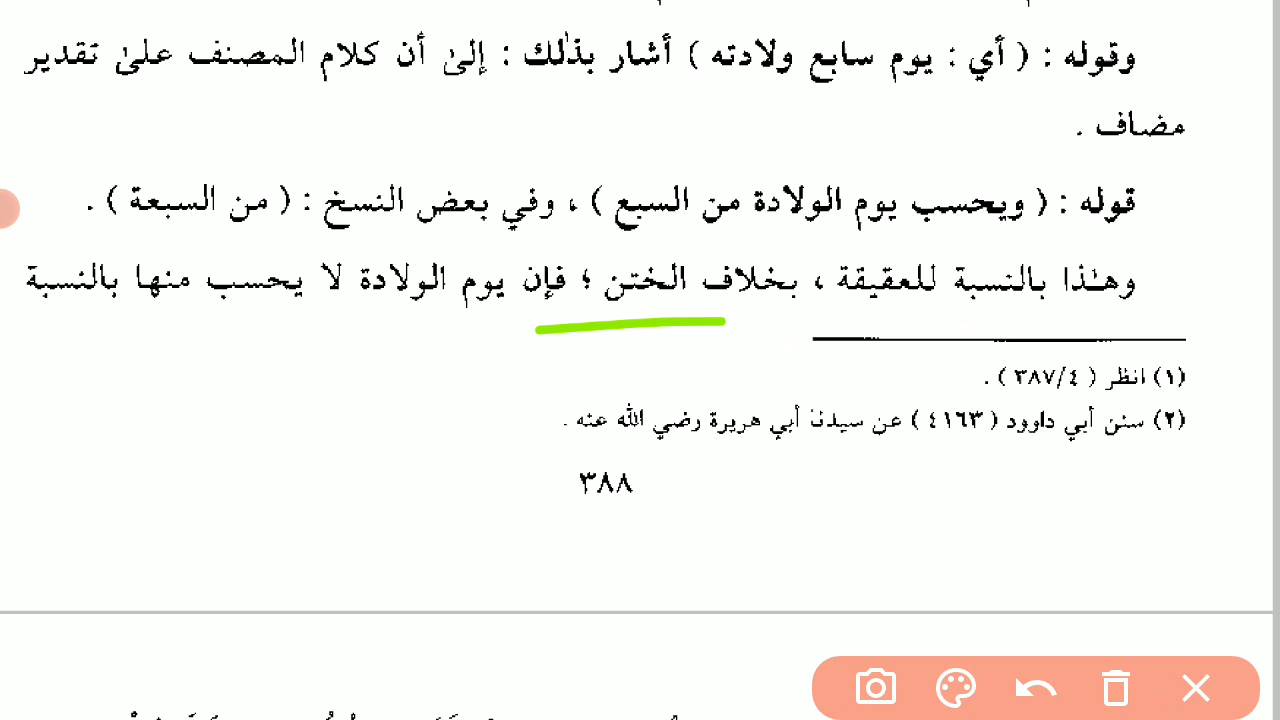 وقوله : ( أي : يوم سابع ولادته ) أشار بذٰلك : إلىٰ أن كلام المصنف علىٰ تقدير
مضاف .
قوله : ( ويحسب يوم الولادة من السبع ) ، وفي بعض النسخ : ( من السبعة ) .
وهٰذا بالنسبة للعقيقة ، بخلاف الختن ؛ فإن يوم الولادة لا يحسب منها بالنسبة
(١) انظر ( ٣٨٧/٤ ) .
(٢) سنن أبي داوود ( ٤١٦٣ ) عن سيدنا أبي هريرة رضي الله عنه .
٣٨٨